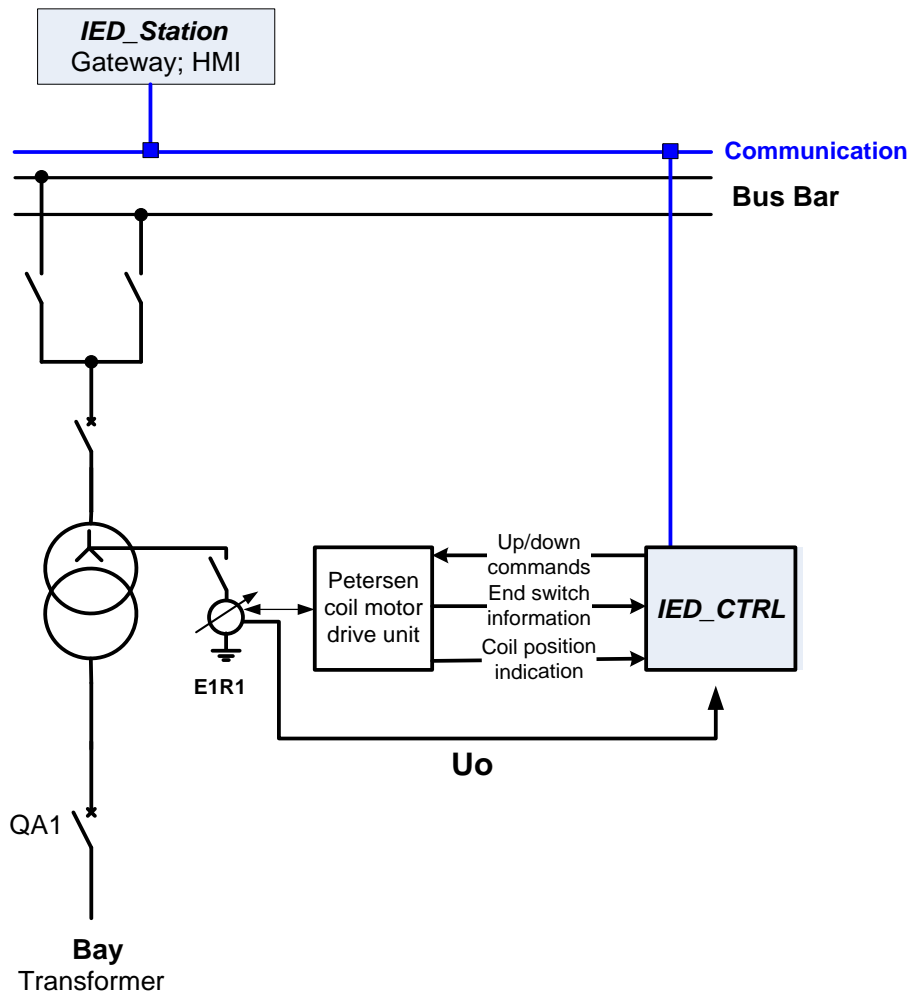 IED_Station
Gateway; HMI
Communication
Bus Bar
Up/down
commands
Petersen
coil motor
drive unit
End switch
information
IED_CTRL
Coil position
indication
E1R1
Uo
QA1
Bay
Transformer